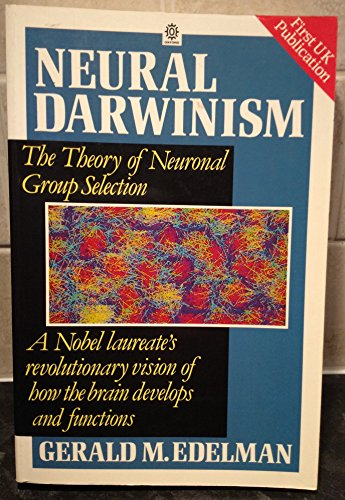 OXFORD
First UK
Publication
NEURAL
DARWINISM
The Theory of Neuronal
Group Selection
A Nobel laureate's
revolutionary vision of
how the brain develops
and functions
GERALD M. EDELMAN